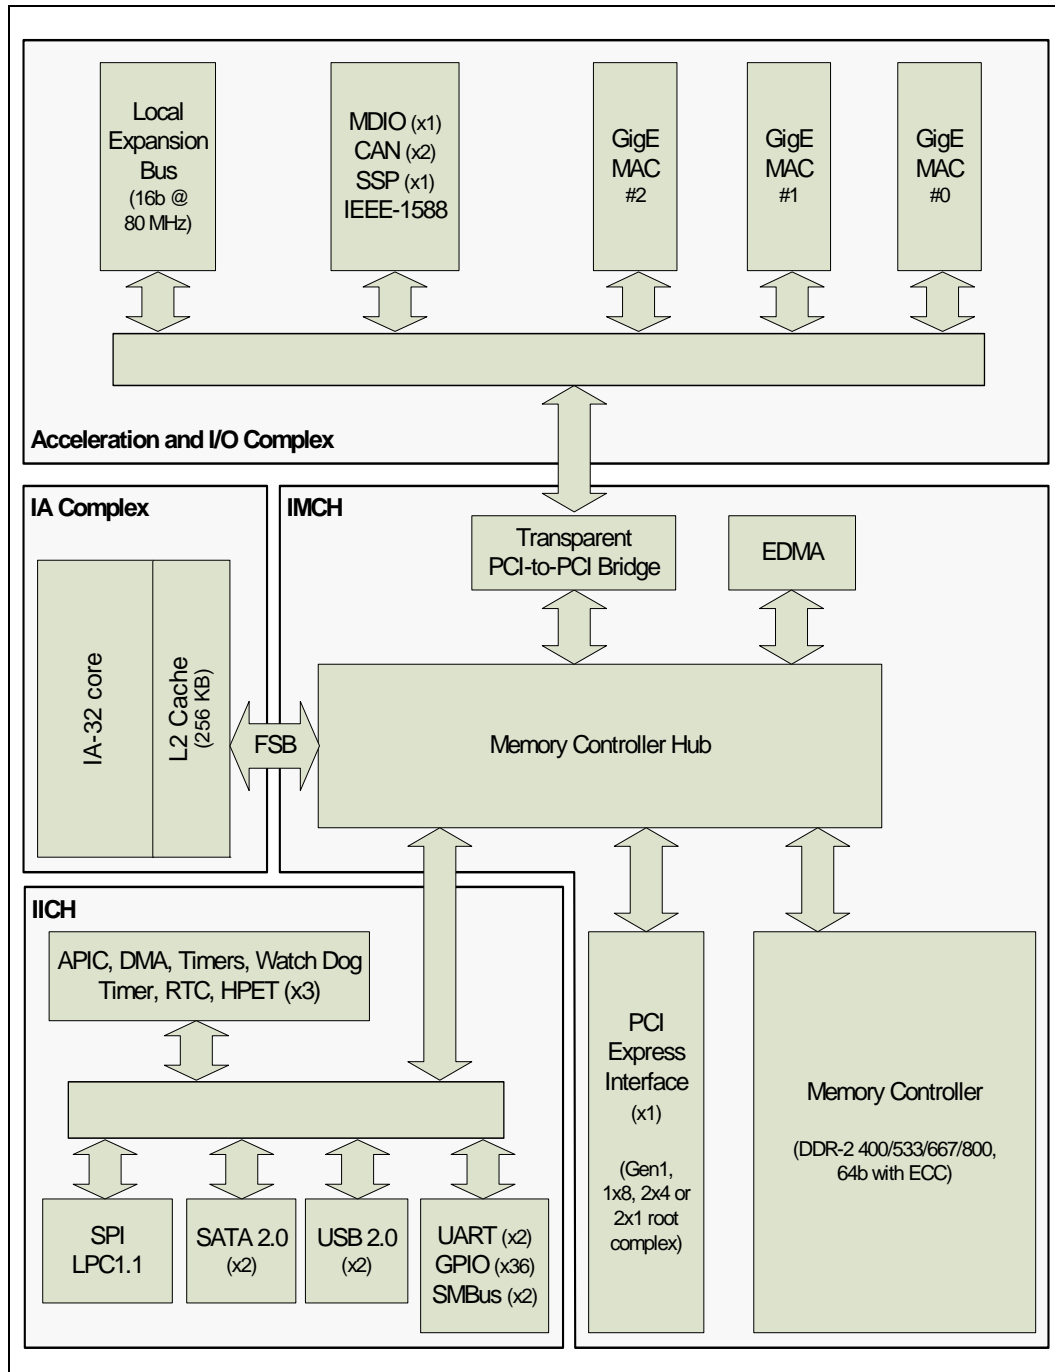 Local
Expansion
Bus
(16b @
80 MHz)
MDIO (x1)
CAN (x2)
SSP (x1)
IEEE-1588
GigE
MAC
#2
GigE
MAC
#1
GigE
MAC
#0
Acceleration and I/O Complex
IA Complex
IA-32 core
L2 Cache
(256 KB)
FSB
IMCH
Transparent
PCI-to-PCI Bridge
EDMA
Memory Controller Hub
IICH
APIC, DMA, Timers, Watch Dog
Timer, RTC, HPET (x3)
SPI
LPC1.1
SATA 2.0
(x2)
USB 2.0
(x2)
UART (x2)
GPIO (x36)
SMBus (x2)
PCI
Express
Interface
(x1)
(Gen1,
1x8, 2x4 or
2x1 root
complex)
Memory Controller
(DDR-2 400/533/667/800,
64b with ECC)